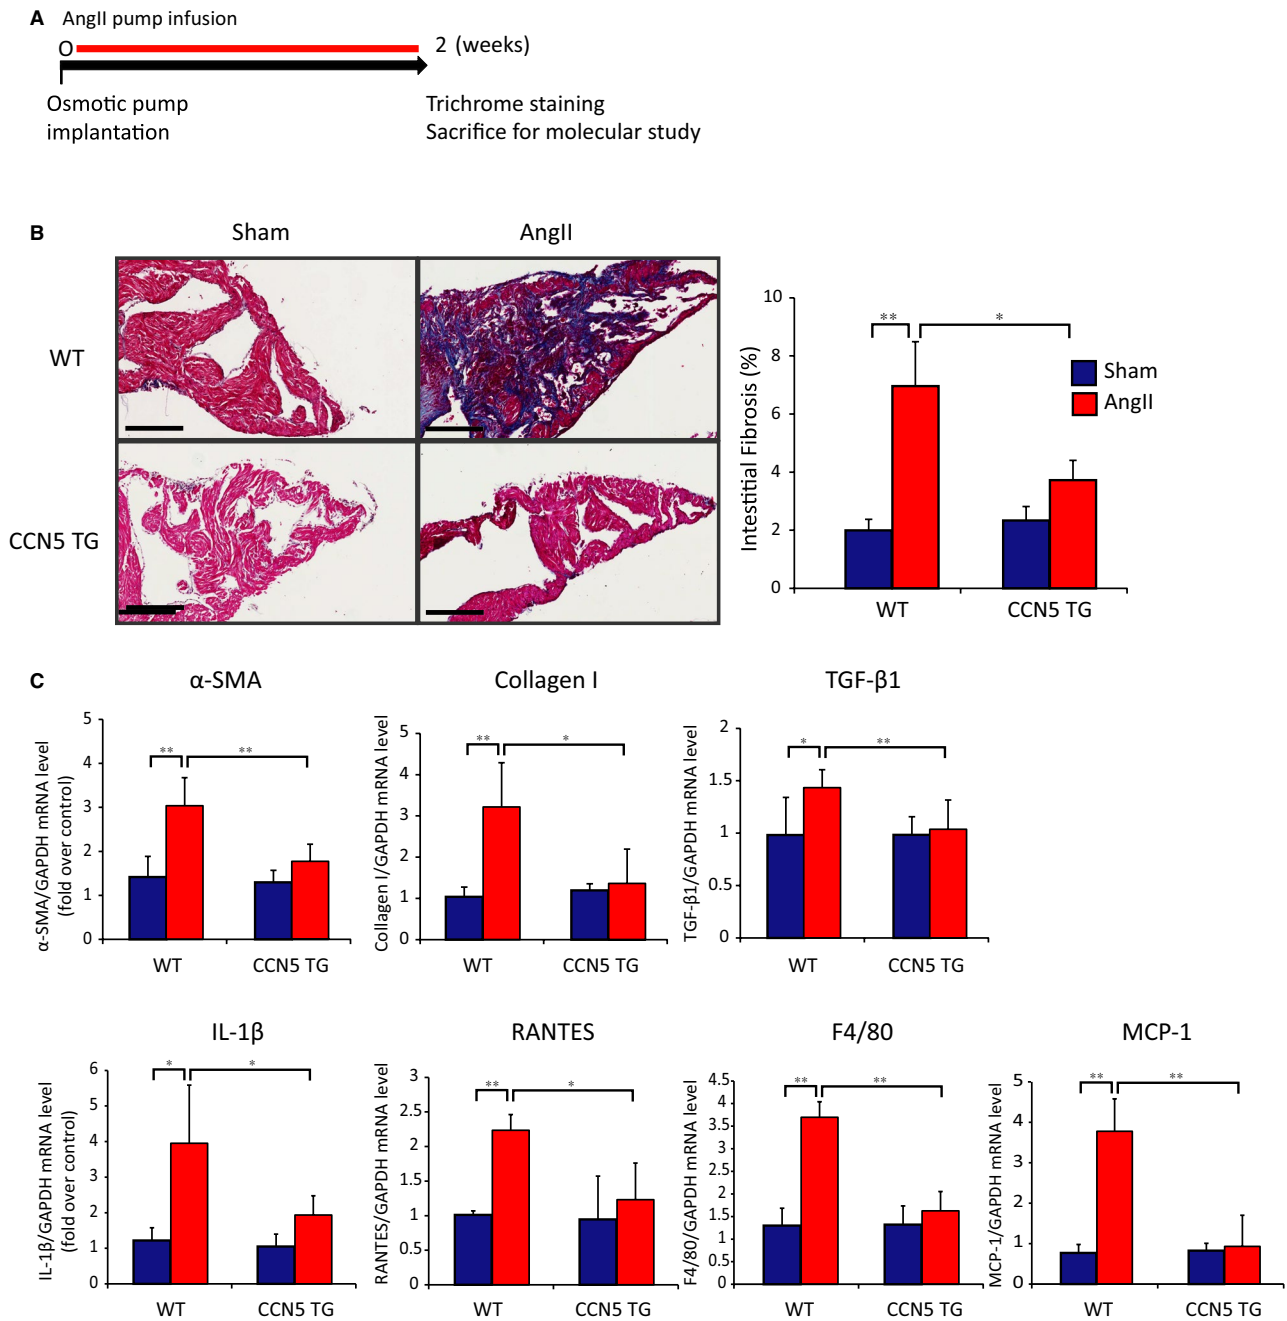 A AngII pump infusion
O 2 (weeks)
Osmotic pump
implantation
Trichrome staining
Sacrifice for molecular study
B Sham AngII
WT
CCN5 TG
Intestitial Fibrosis (%)
10
8
6
4
2
0
** *
Sham
AngII
WT CCN5 TG
C α-SMA Collagen I TGF-β1
α-SMA/GAPDH mRNA level
(fold over control)
5
4
3
2
1
0
** **
WT CCN5 TG
Collagen I/GAPDH mRNA level
5
4
3
2
1
0
** *
WT CCN5 TG
TGF-β1/GAPDH mRNA level
2
1.5
1
0.5
0
* **
WT CCN5 TG
IL-1β RANTES F4/80 MCP-1
IL-1β/GAPDH mRNA level
(fold over control)
6
5
4
3
2
1
0
* *
WT CCN5 TG
RANTES/GAPDH mRNA level
3
2.5
2
1.5
1
0.5
0
** *
WT CCN5 TG
F4/80/GAPDH mRNA level
4.5
4
3.5
3
2.5
2
1.5
1
0.5
0
** **
WT CCN5 TG
MCP-1/GAPDH mRNA level
5
4
3
2
1
0
** **
WT CCN5 TG